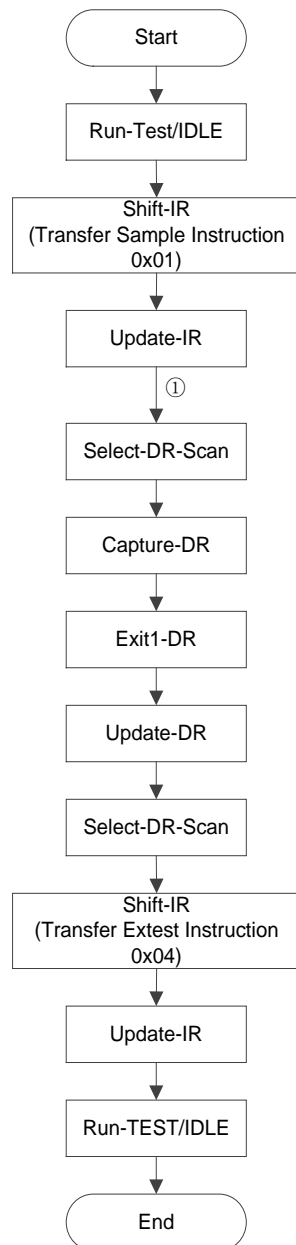 Start
Run-Test/IDLE
Shift-IR
(Transfer Sample Instruction
0x01)
Update-IR
①
Select-DR-Scan
Capture-DR
Exit1-DR
Update-DR
Select-DR-Scan
Shift-IR
(Transfer Extest Instruction
0x04)
Update-IR
Run-TEST/IDLE
End